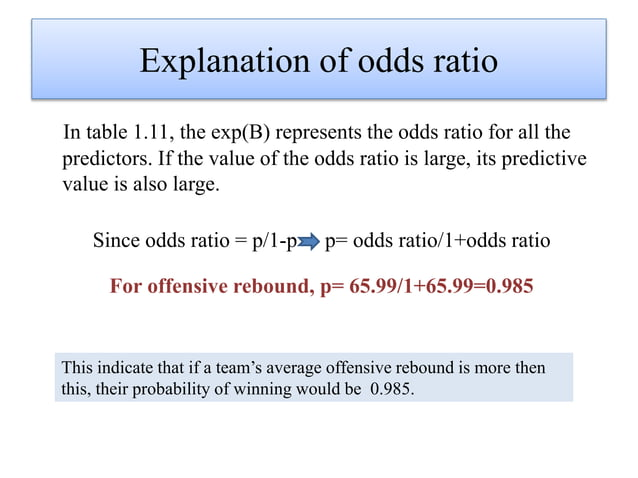 Explanation of odds ratio
In table 1.11, the exp(B) represents the odds ratio for all the
predictors. If the value of the odds ratio is large, its predictive
value is also large.
Since odds ratio = p/1-p p= odds ratio/1+odds ratio
For offensive rebound, p= 65.99/1+65.99=0.985
This indicate that if a team’s average offensive rebound is more then
this, their probability of winning would be 0.985.